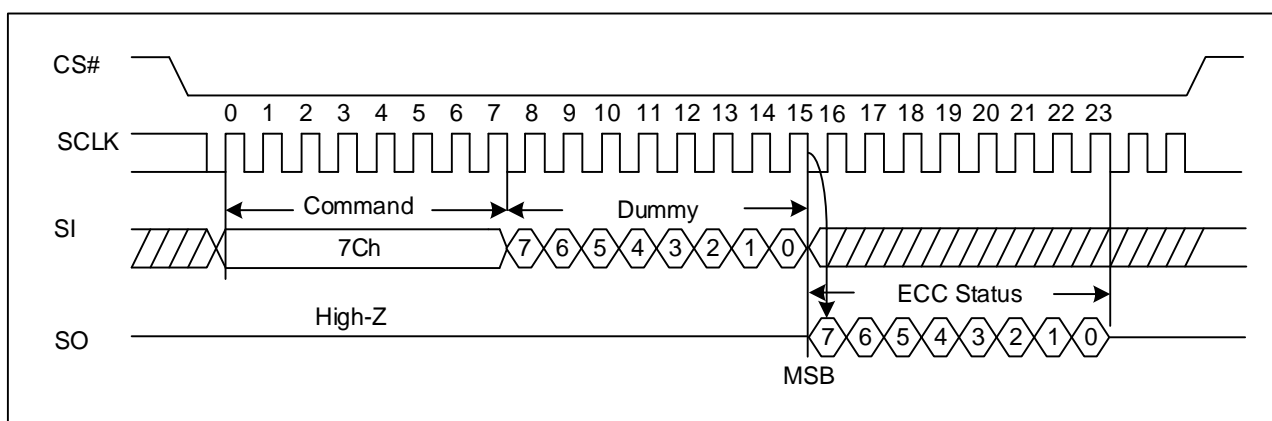 CS#
0 1 2 3 4 5 6 7 8 9 10 11 12 13 14 15 16 17 18 19 20 21 22 23
SCLK
Command Dummy
SI
7Ch 7 6 5 4 3 2 1 0
ECC Status
High-Z
SO
7 6 5 4 3 2 1 0
MSB